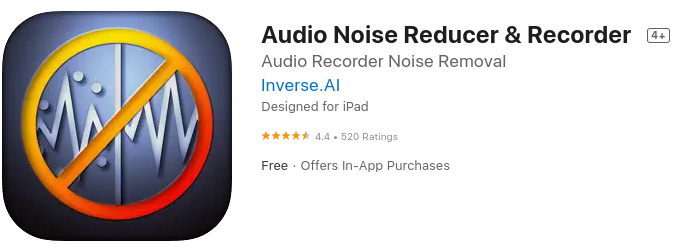 Audio Noise Reducer & Recorder 4+
Audio Recorder Noise Removal
Inverse.AI
Designed for iPad
4.4 • 520 Ratings
Free · Offers In-App Purchases